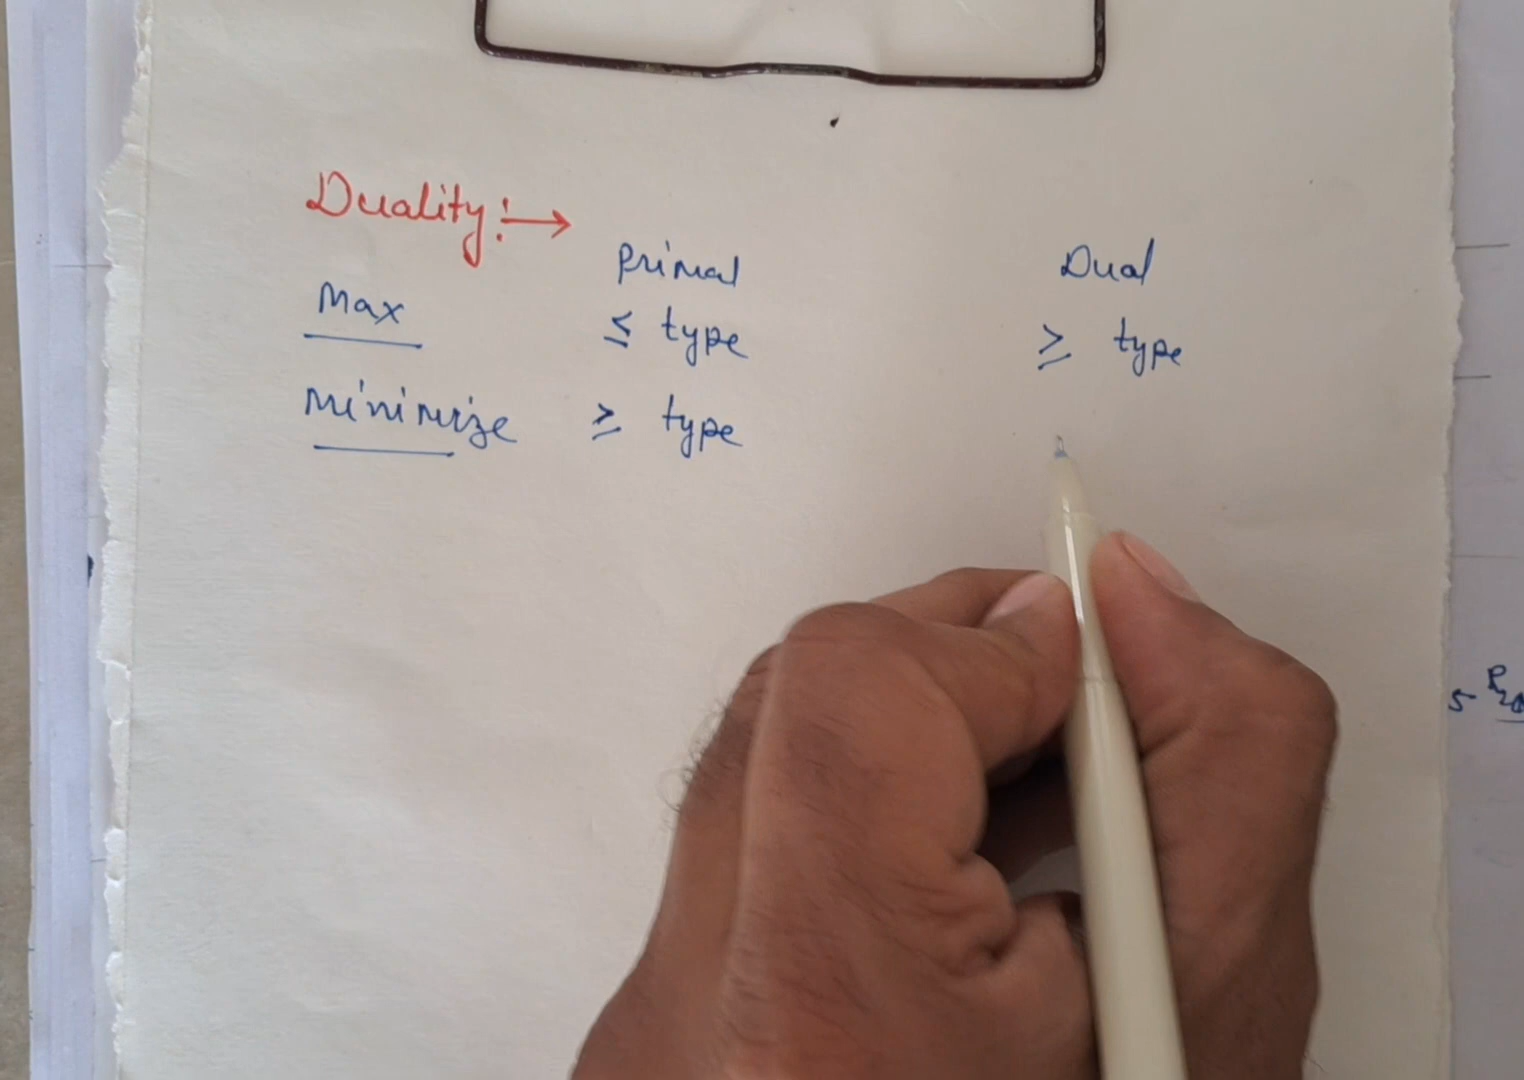 Duality:→
Primal Dual
Max ≤ type ≥ type
Minimize ≥ type